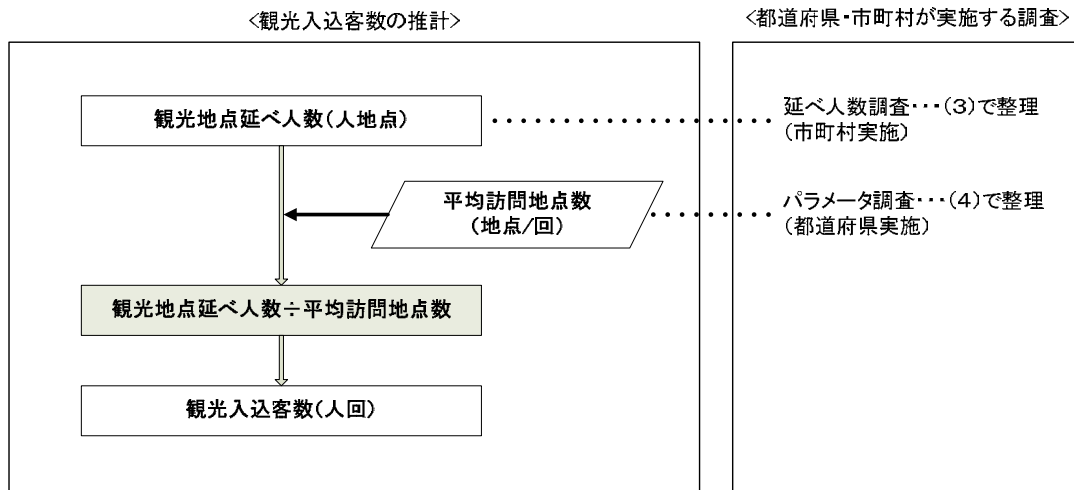 <観光入込客数の推計>
<都道府県・市町村が実施する調査>
観光地点延べ人数(人地点)
延べ人数調査・・・(3)で整理
(市町村実施)
平均訪問地点数
(地点/回)
パラメータ調査・・・(4)で整理
(都道府県実施)
観光地点延べ人数÷平均訪問地点数
観光入込客数(人回)